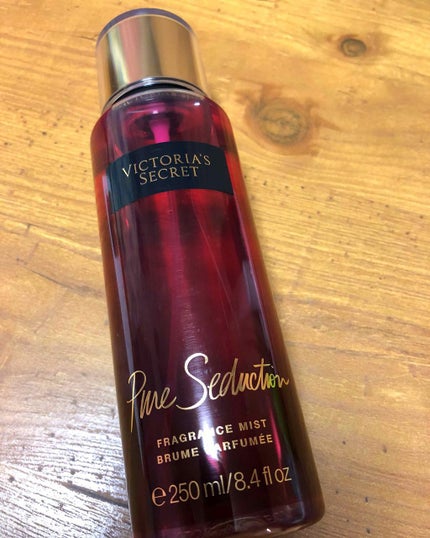 VICTORIA'S
SECRET
Pure Seduction
FRAGRANCE MIST
BRUME PARFUMÉE
℮ 250 ml/8.4 fl oz